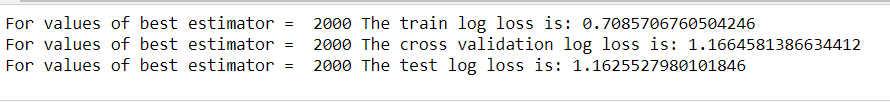 For values of best estimator =  2000 The train log loss is: 0.7085706760504246
For values of best estimator =  2000 The cross validation log loss is: 1.1664581386634412
For values of best estimator =  2000 The test log loss is: 1.1625527980101846